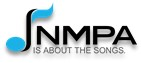 NMPA
IS ABOUT THE SONGS.